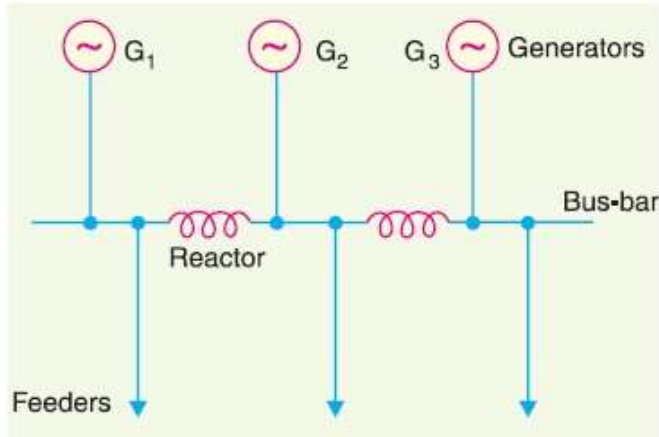 G1
G2
G3 Generators
Bus-bar
Reactor
Feeders